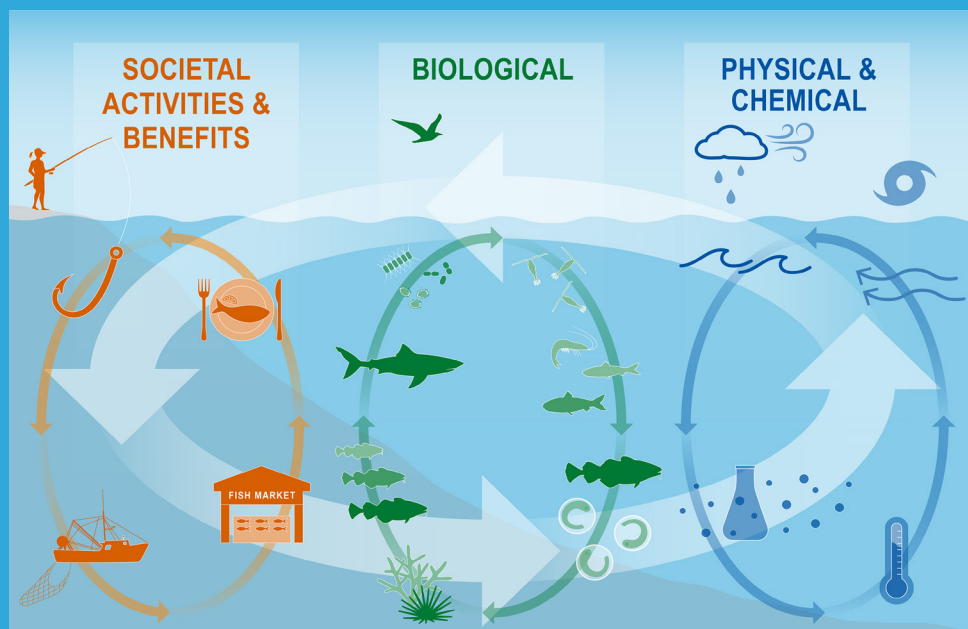 SOCIETAL
ACTIVITIES &
BENEFITS
BIOLOGICAL
PHYSICAL &
CHEMICAL
FISH MARKET